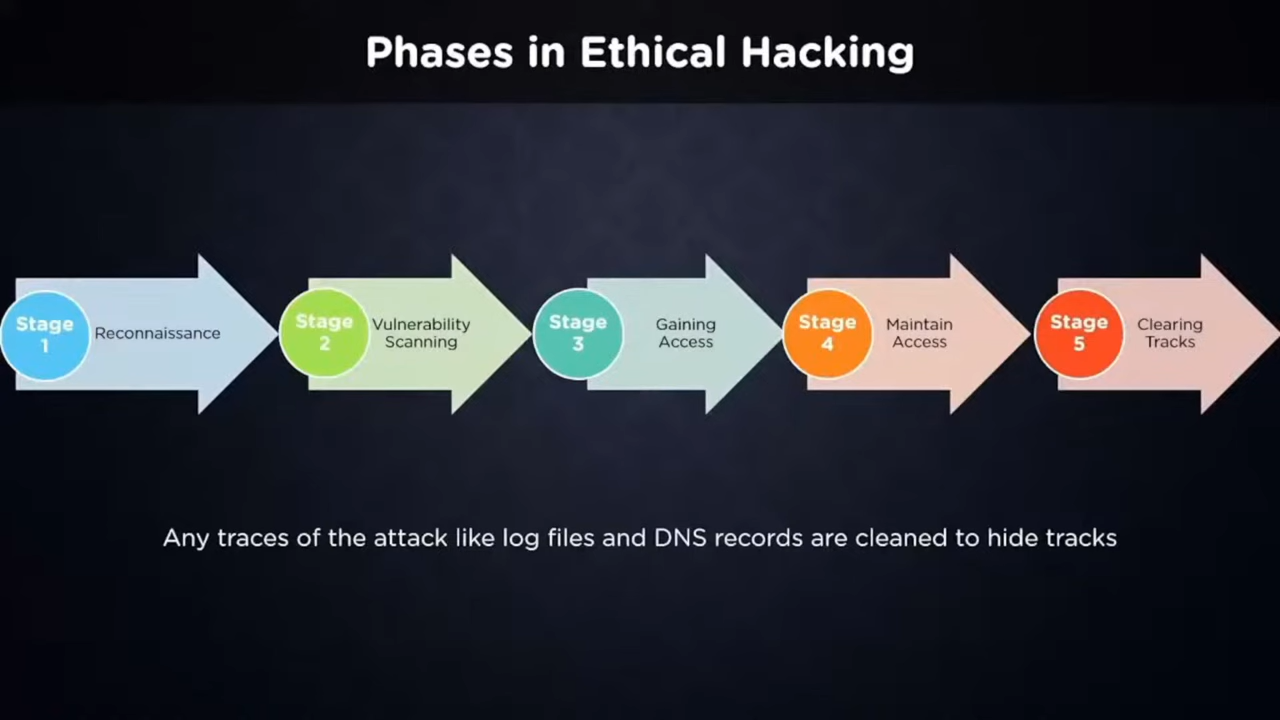 Phases in Ethical Hacking
Stage
1
Reconnaissance
Stage
2
Vulnerability
Scanning
Stage
3
Gaining
Access
Stage
4
Maintain
Access
Stage
5
Clearing
Tracks
Any traces of the attack like log files and DNS records are cleaned to hide tracks